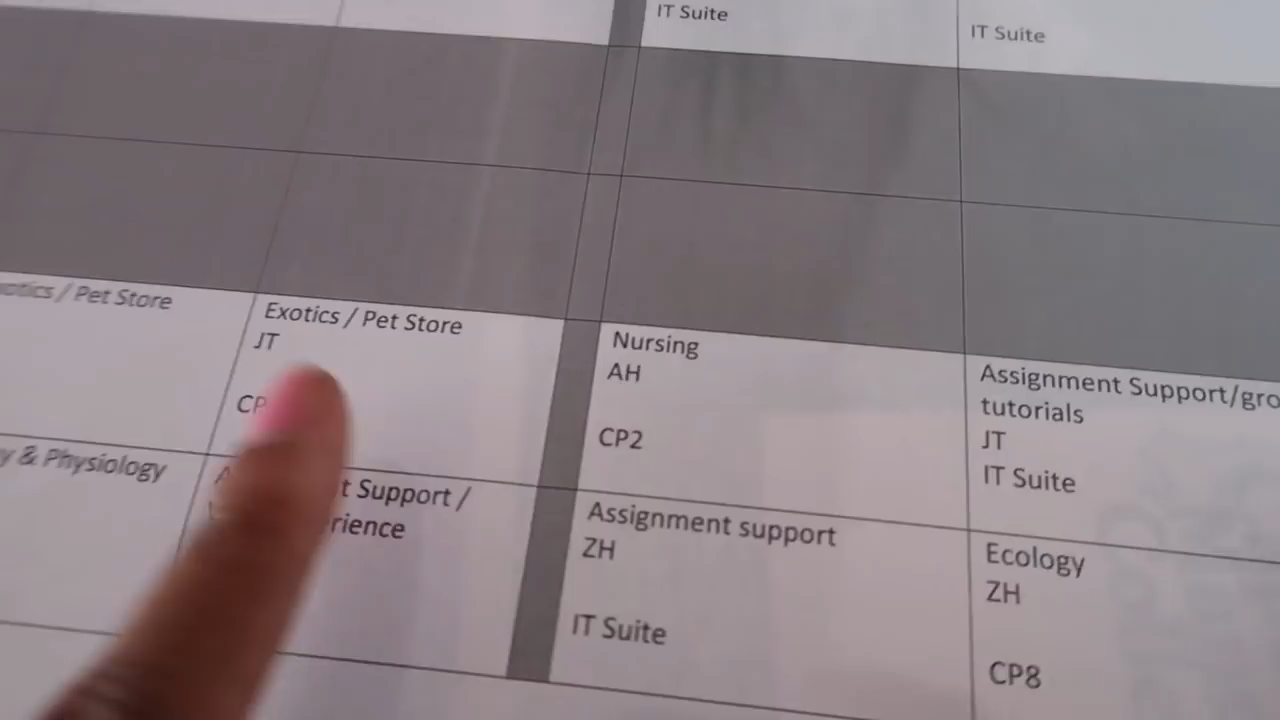 IT Suite
IT Suite
/ Pet Store
Exotics / Pet Store
JT
CP
Nursing
AH
CP2
Assignment Support/gro
tutorials
JT
IT Suite
& Physiology
t Support /
rience
Assignment support
ZH
IT Suite
Ecology
ZH
CP8